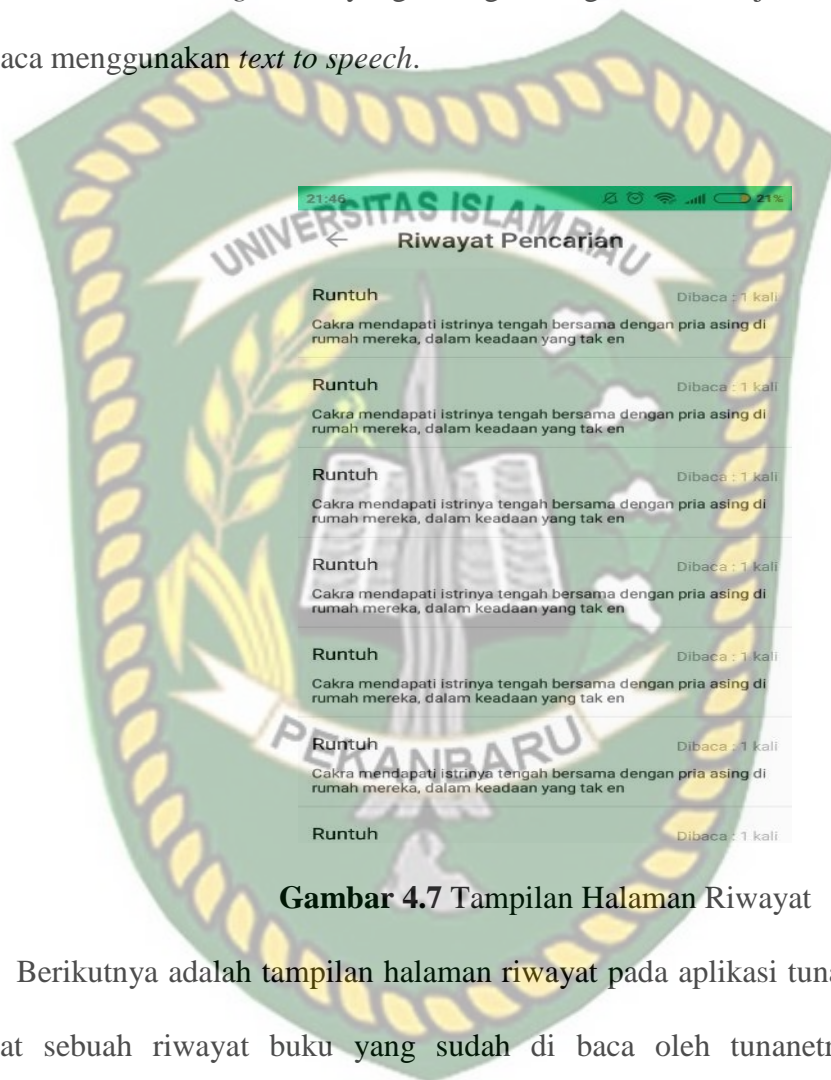 aca menggunakan text to speech.
21:46 21%
UNIVERSITAS ISLAM RIAU
Riwayat Pencarian
Runtuh Dibaca : 1 kali
Cakra mendapati istrinya tengah bersama dengan pria asing di
rumah mereka, dalam keadaan yang tak en
Runtuh Dibaca : 1 kali
Cakra mendapati istrinya tengah bersama dengan pria asing di
rumah mereka, dalam keadaan yang tak en
Runtuh Dibaca : 1 kali
Cakra mendapati istrinya tengah bersama dengan pria asing di
rumah mereka, dalam keadaan yang tak en
Runtuh Dibaca : 1 kali
Cakra mendapati istrinya tengah bersama dengan pria asing di
rumah mereka, dalam keadaan yang tak en
Runtuh Dibaca : 1 kali
Cakra mendapati istrinya tengah bersama dengan pria asing di
rumah mereka, dalam keadaan yang tak en
PEKANBARU
Runtuh Dibaca : 1 kali
Cakra mendapati istrinya tengah bersama dengan pria asing di
rumah mereka, dalam keadaan yang tak en
Runtuh Dibaca : 1 kali
Gambar 4.7 Tampilan Halaman Riwayat
Berikutnya adalah tampilan halaman riwayat pada aplikasi tuna
at sebuah riwayat buku yang sudah di baca oleh tunanetr